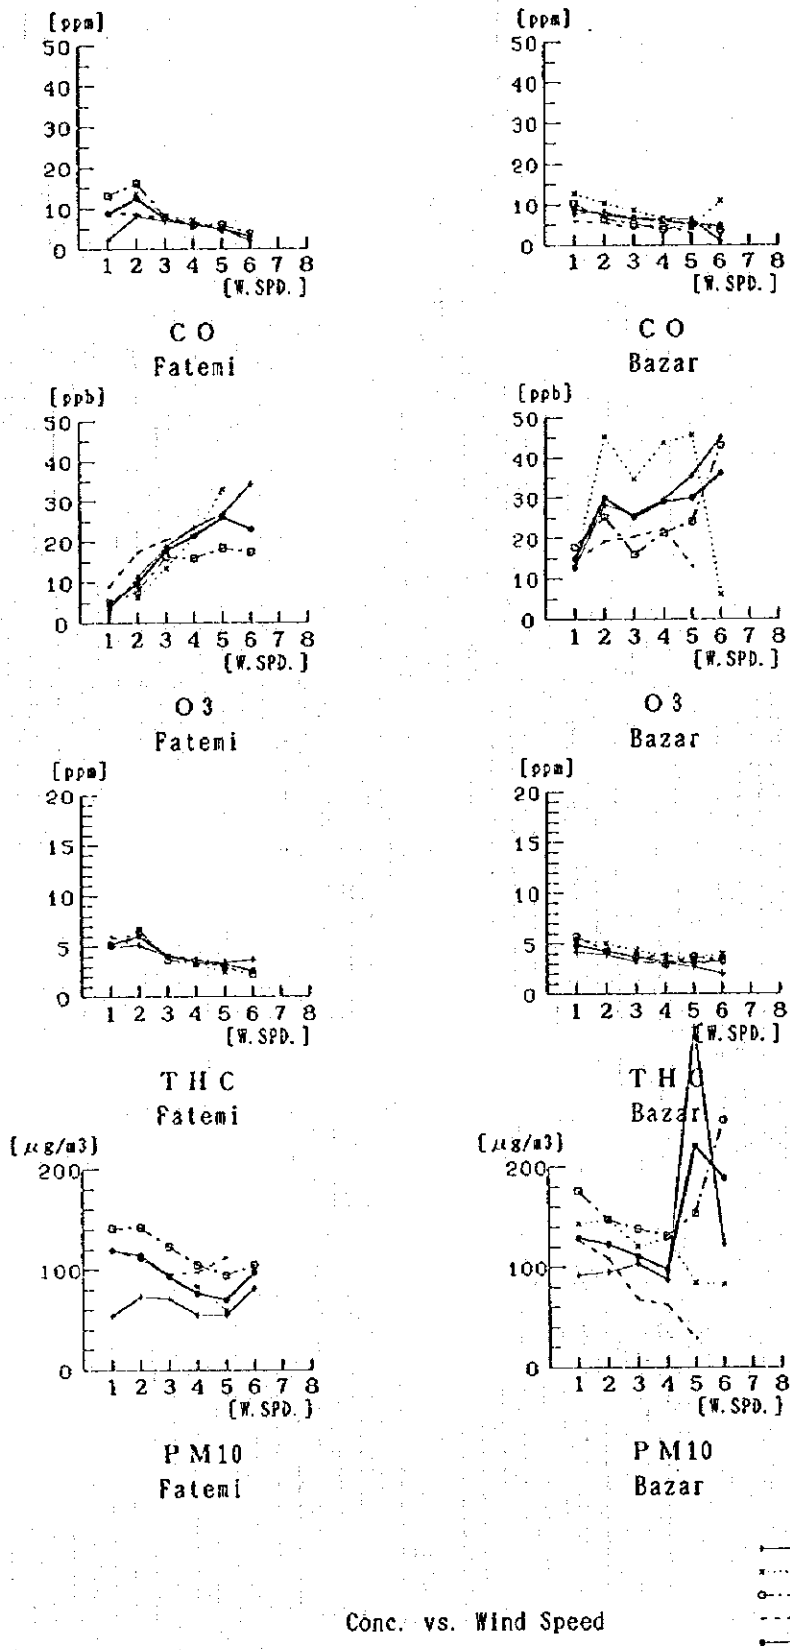 [ppm]
50
40
30
20
10
0
1 2 3 4 5 6 7 8
[W.SPD.]
CO
Fatemi
[ppm]
50
40
30
20
10
0
1 2 3 4 5 6 7 8
[W.SPD.]
CO
Bazar
[ppb]
50
40
30
20
10
0
1 2 3 4 5 6 7 8
[W.SPD.]
O3
Fatemi
[ppb]
50
40
30
20
10
0
1 2 3 4 5 6 7 8
[W.SPD.]
O3
Bazar
[ppm]
20
15
10
5
0
1 2 3 4 5 6 7 8
[W.SPD.]
THC
Fatemi
[ppm]
20
15
10
5
0
1 2 3 4 5 6 7 8
[W.SPD.]
THC
Bazar
[μg/m3]
200
100
0
1 2 3 4 5 6 7 8
[W.SPD.]
PM10
Fatemi
[μg/m3]
200
100
0
1 2 3 4 5 6 7 8
[W.SPD.]
PM10
Bazar
Conc. vs. Wind Speed